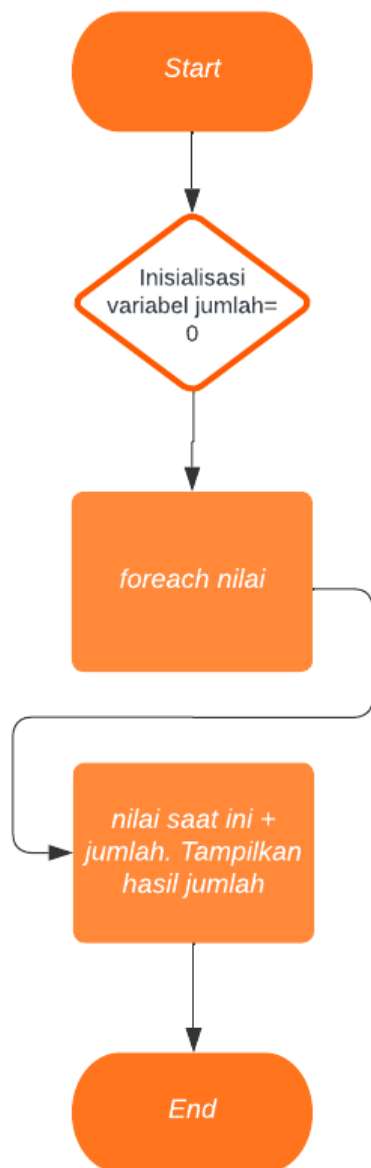 Start
Inisialisasi
variabel jumlah=
0
foreach nilai
nilai saat ini +
jumlah. Tampilkan
hasil jumlah
End